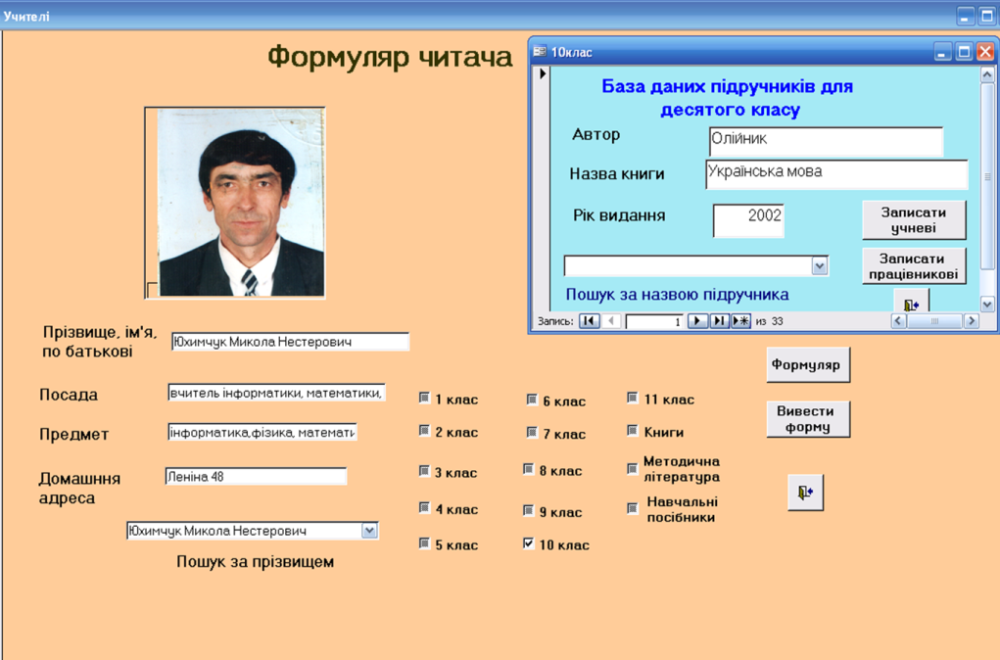 Учителі
Формуляр читача
10клас
База даних підручників для
десятого класу
Автор
Олійник
Назва книги
Українська мова
Рік видання
2002
Записати
учневі
Записати
працівникові
Пошук за назвою підручника
Запись:
1
из 33
Прізвище, ім'я,
по батькові
Юхимчук Микола Нестерович
Посада
вчитель інформатики, математики,
Предмет
інформатика,фізика, математи
Домашння
адреса
Леніна 48
Юхимчук Микола Нестерович
Пошук за прізвищем
1 клас
2 клас
3 клас
4 клас
5 клас
6 клас
7 клас
8 клас
9 клас
10 клас
11 клас
Книги
Методична
література
Навчальні
посібники
Формуляр
Вивести
форму